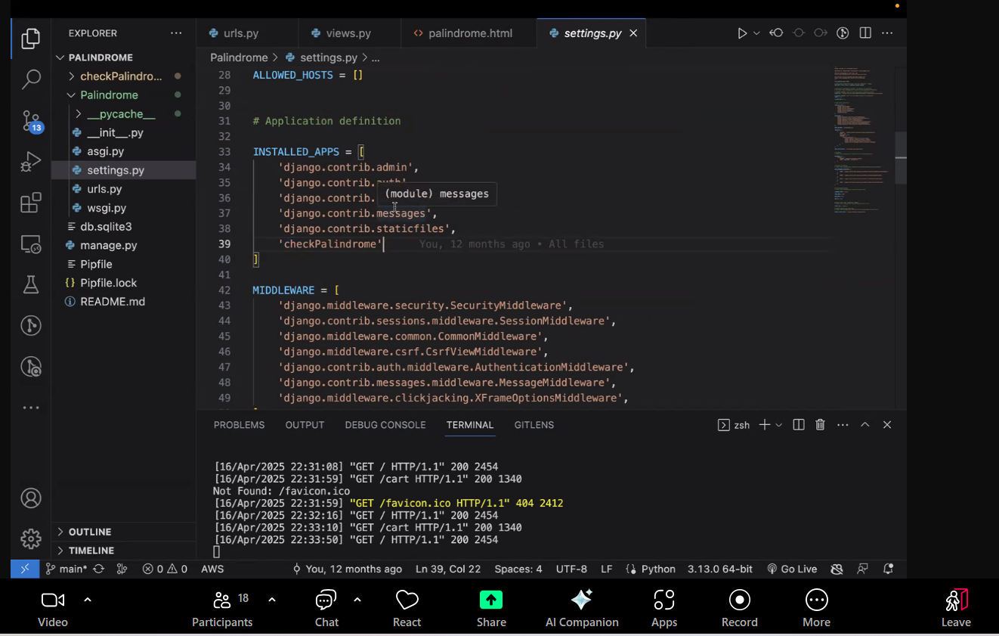 EXPLORER
PALINDROME
checkPalindro...
Palindrome
__pycache__
__init__.py
asgi.py
settings.py
urls.py
wsgi.py
db.sqlite3
manage.py
Pipfile
Pipfile.lock
README.md
OUTLINE
TIMELINE
13
urls.py
views.py
palindrome.html
settings.py
Palindrome > settings.py > ...
28 ALLOWED_HOSTS = []
29
30
31 # Application definition
32
33 INSTALLED_APPS = [
34 'django.contrib.admin',
35 'django.contrib.auth'
36 'django.contrib.
(module) messages
37 'django.contrib.messages',
38 'django.contrib.staticfiles',
39 'checkPalindrome' You, 12 months ago • All files
40 ]
41
42 MIDDLEWARE = [
43 'django.middleware.security.SecurityMiddleware',
44 'django.contrib.sessions.middleware.SessionMiddleware',
45 'django.middleware.common.CommonMiddleware',
46 'django.middleware.csrf.CsrfViewMiddleware',
47 'django.contrib.auth.middleware.AuthenticationMiddleware',
48 'django.contrib.messages.middleware.MessageMiddleware',
49 'django.middleware.clickjacking.XFrameOptionsMiddleware',
PROBLEMS OUTPUT DEBUG CONSOLE TERMINAL GITLENS zsh
[16/Apr/2025 22:31:08] "GET / HTTP/1.1" 200 2454
[16/Apr/2025 22:31:59] "GET /cart HTTP/1.1" 200 1340
Not Found: /favicon.ico
[16/Apr/2025 22:31:59] "GET /favicon.ico HTTP/1.1" 404 2412
[16/Apr/2025 22:32:16] "GET / HTTP/1.1" 200 2454
[16/Apr/2025 22:33:10] "GET /cart HTTP/1.1" 200 1340
[16/Apr/2025 22:33:50] "GET / HTTP/1.1" 200 2454
main* 0 0 AWS You, 12 months ago Ln 39, Col 22 Spaces: 4 UTF-8 LF Python 3.13.0 64-bit Go Live
18
Video Participants Chat React Share AI Companion Apps Record More Leave